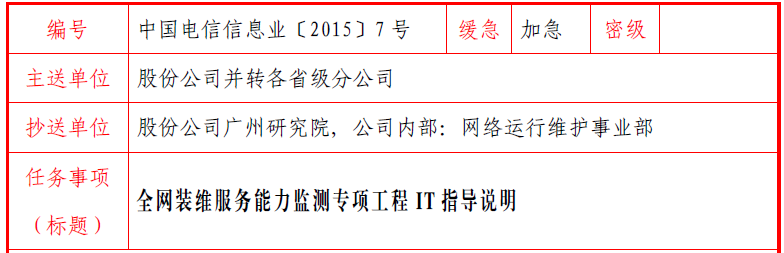 编号 中国电信信息业〔2015〕7 号 缓急 加急 密级
主送单位 股份公司并转各省级分公司
抄送单位 股份公司广州研究院，公司内部：网络运行维护事业部
任务事项
（标题）
全网装维服务能力监测专项工程 IT 指导说明